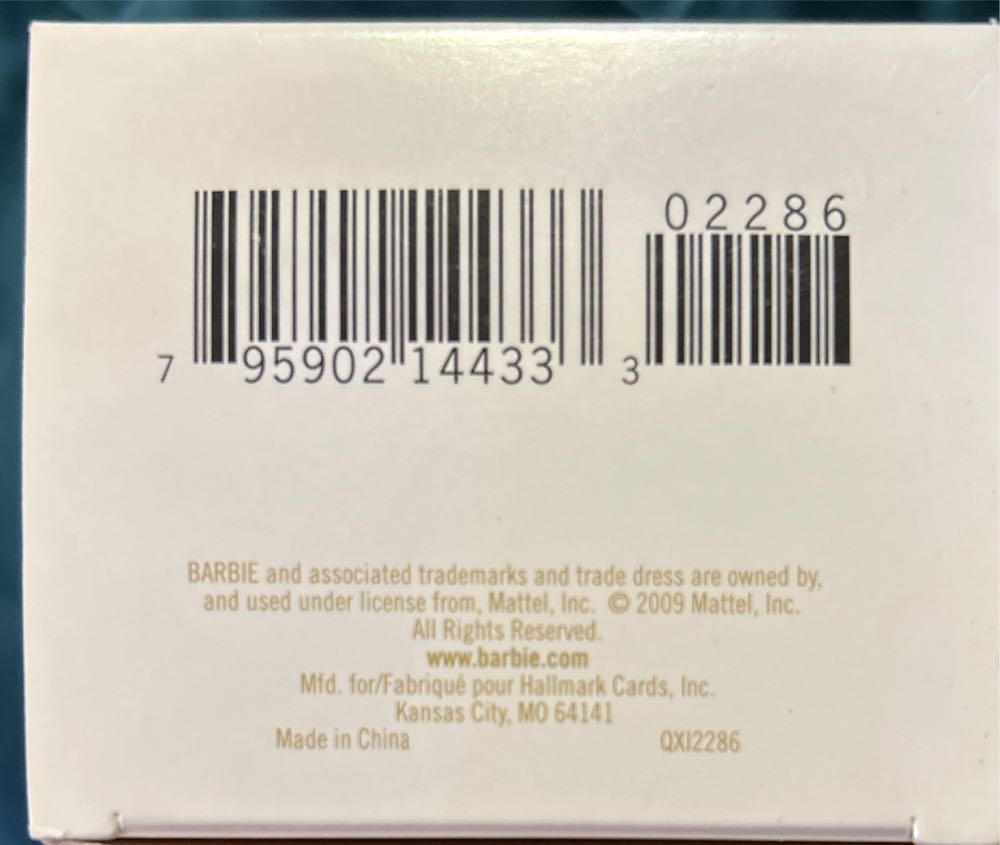 02286
7 95902 14433 3
BARBIE and associated trademarks and trade dress are owned by,
and used under license from, Mattel, Inc. © 2009 Mattel, Inc.
All Rights Reserved.
www.barbie.com
Mfd. for/Fabriqué pour Hallmark Cards, Inc.
Kansas City, MO 64141
Made in China QXI2286